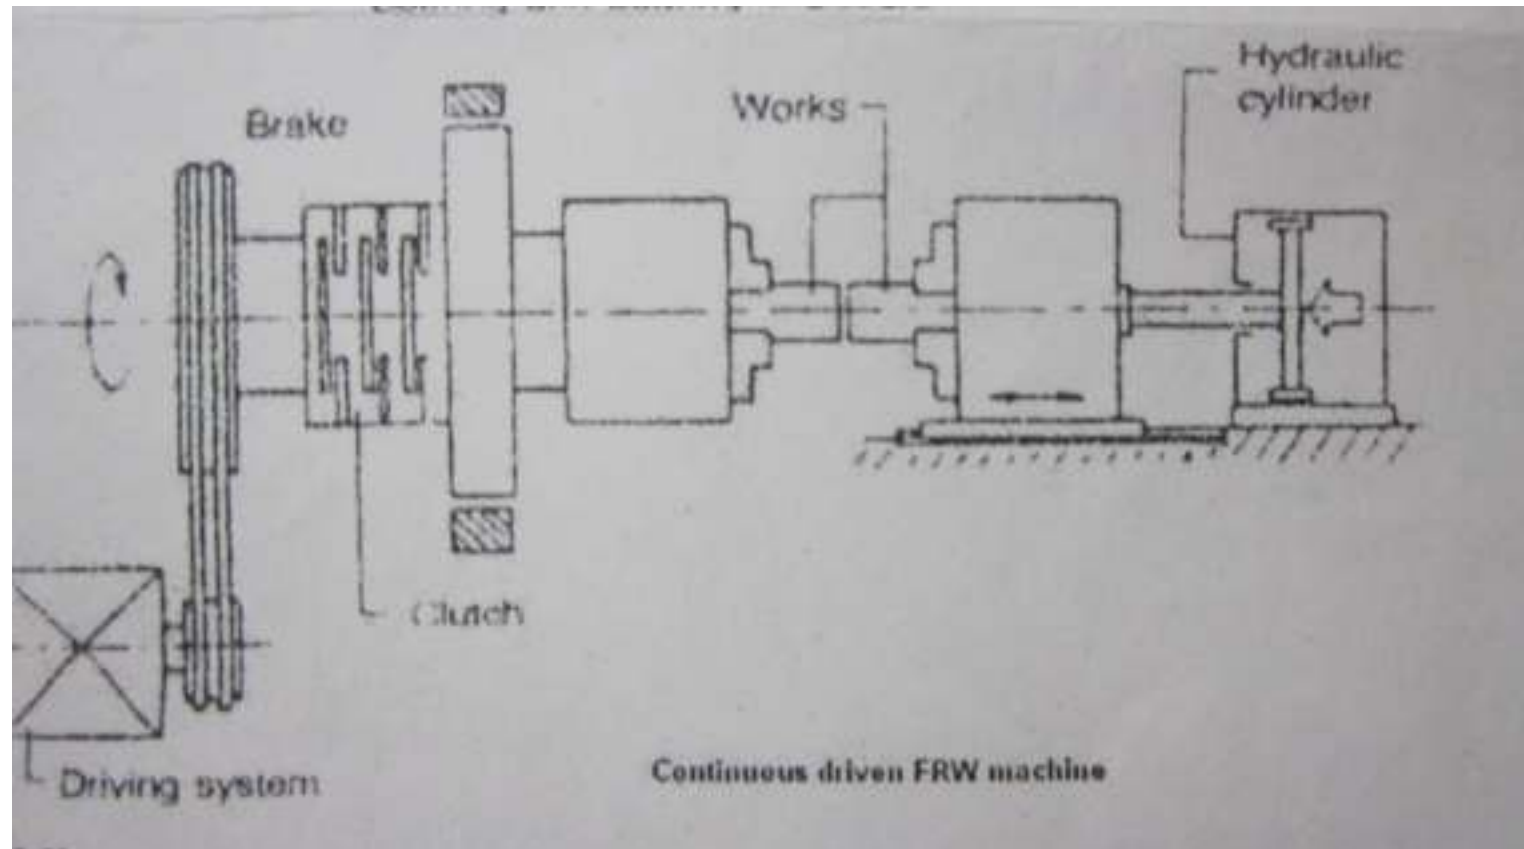 Brake
Works
Hydraulic
cylinder
Clutch
Driving system
Continuous driven FRW machine